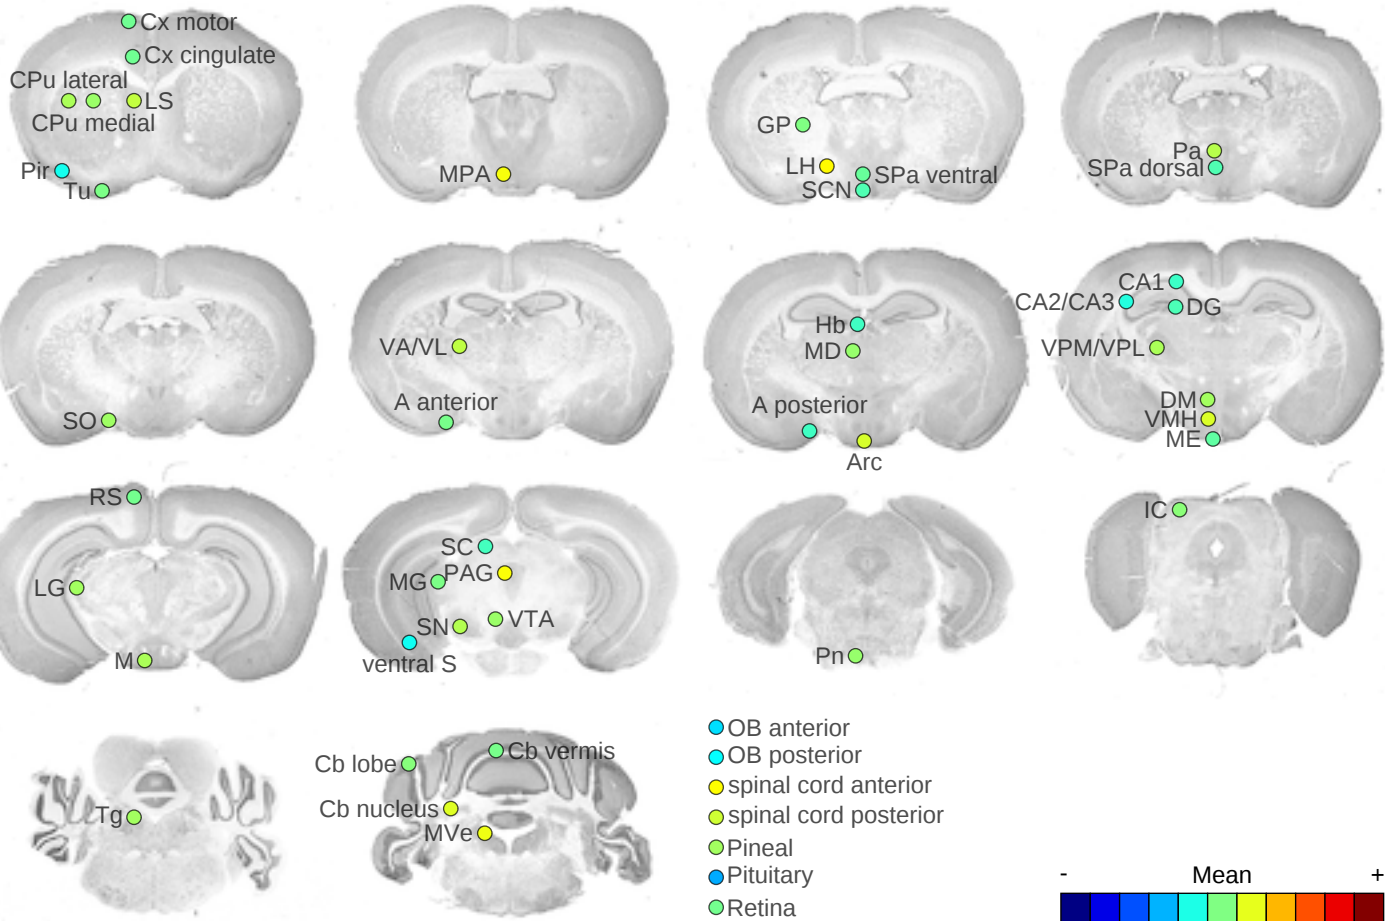 Cx motor
Cx cingulate
CPu lateral
LS
CPu medial
Pir
Tu
MPA
GP
LH
SPa ventral
SCN
Pa
SPa dorsal
SO
VA/VL
A anterior
Hb
MD
A posterior
Arc
CA1
CA2/CA3
DG
VPM/VPL
DM
VMH
ME
RS
LG
M
SC
PAG
MG
VTA
SN
ventral S
Pn
IC
Tg
Cb lobe
Cb vermis
Cb nucleus
MVe
OB anterior
OB posterior
spinal cord anterior
spinal cord posterior
Pineal
Pituitary
Retina
- Mean +